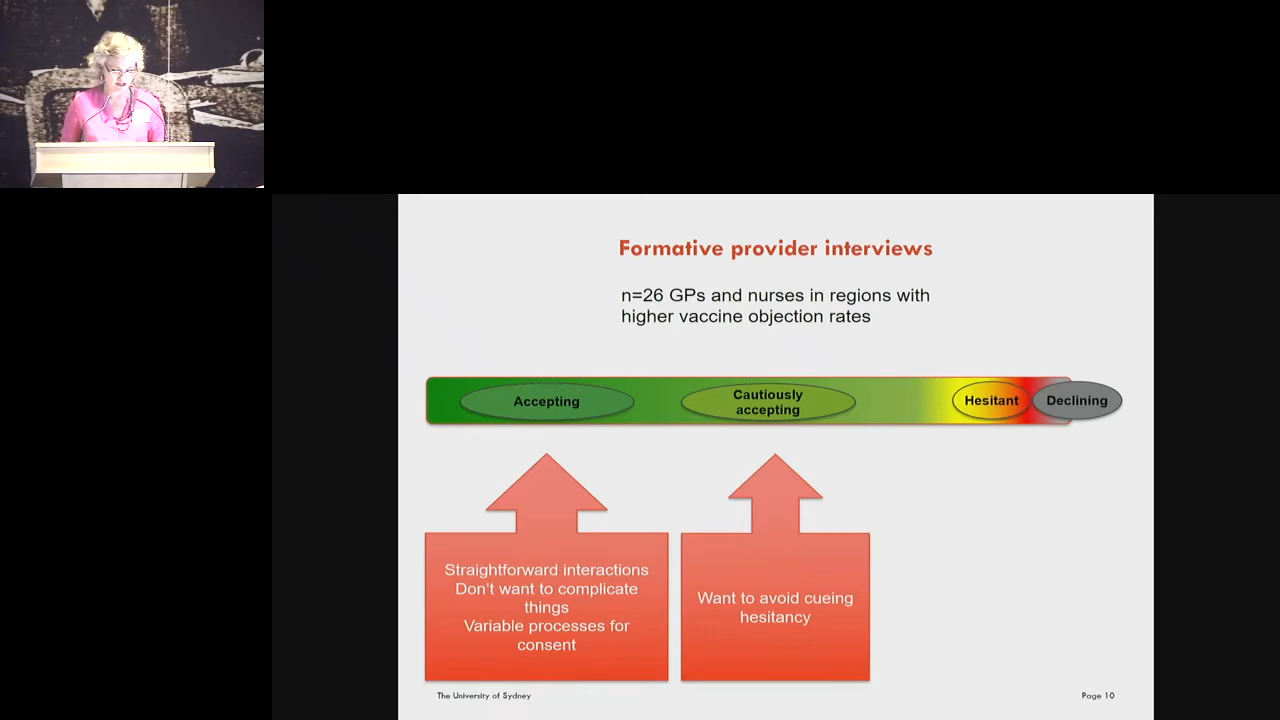 Formative provider interviews
n=26 GPs and nurses in regions with
higher vaccine objection rates
Accepting
Cautiously
accepting
Hesitant
Declining
Straightforward interactions
Don't want to complicate
things
Variable processes for
consent
Want to avoid cueing
hesitancy
The University of Sydney
Page 10